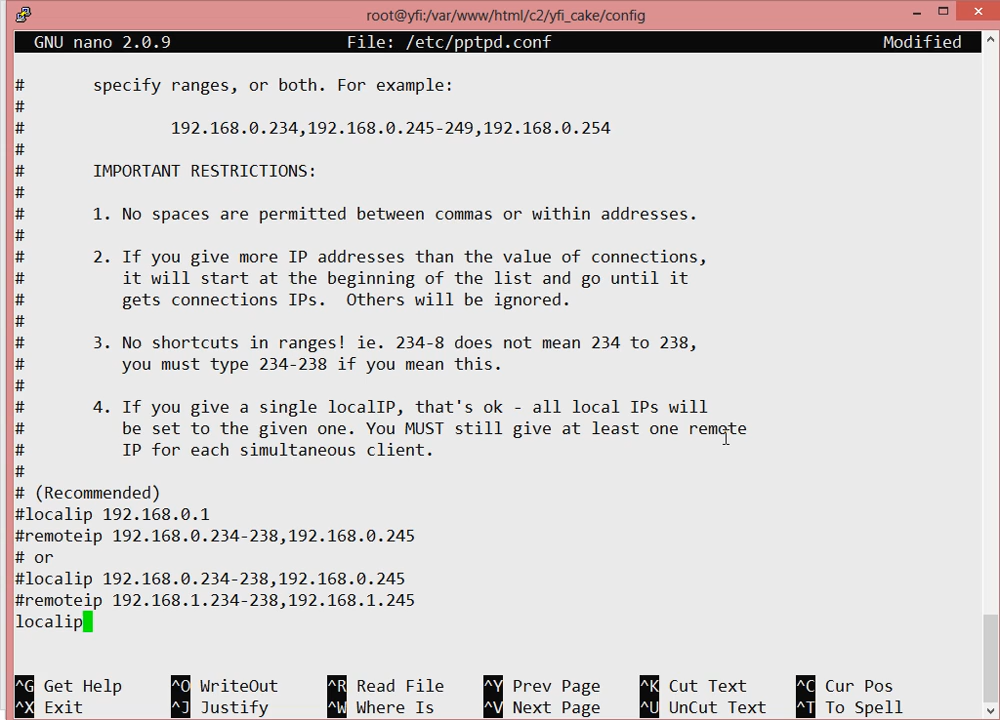 root@yfi:/var/www/html/c2/yfi_cake/config
GNU nano 2.0.9 File: /etc/pptpd.conf Modified
# specify ranges, or both. For example:
#
# 192.168.0.234,192.168.0.245-249,192.168.0.254
#
# IMPORTANT RESTRICTIONS:
#
# 1. No spaces are permitted between commas or within addresses.
#
# 2. If you give more IP addresses than the value of connections,
# it will start at the beginning of the list and go until it
# gets connections IPs. Others will be ignored.
#
# 3. No shortcuts in ranges! ie. 234-8 does not mean 234 to 238,
# you must type 234-238 if you mean this.
#
# 4. If you give a single localIP, that's ok - all local IPs will
# be set to the given one. You MUST still give at least one remote
# IP for each simultaneous client.
#
# (Recommended)
#localip 192.168.0.1
#remoteip 192.168.0.234-238,192.168.0.245
# or
#localip 192.168.0.234-238,192.168.0.245
#remoteip 192.168.1.234-238,192.168.1.245
localip
^G Get Help ^O WriteOut ^R Read File ^Y Prev Page ^K Cut Text ^C Cur Pos
^X Exit ^J Justify ^W Where Is ^V Next Page ^U UnCut Text ^T To Spell